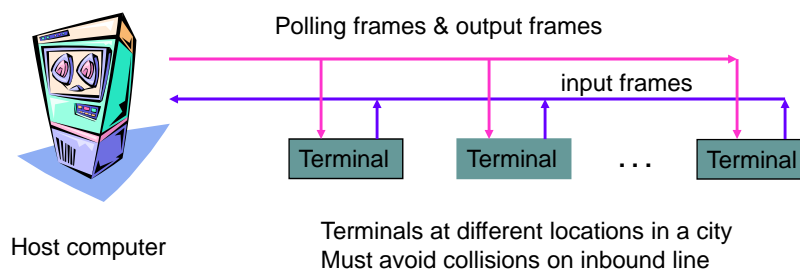 Polling frames & output frames
input frames
Terminal
Terminal
. . .
Terminal
Host computer
Terminals at different locations in a city
Must avoid collisions on inbound line